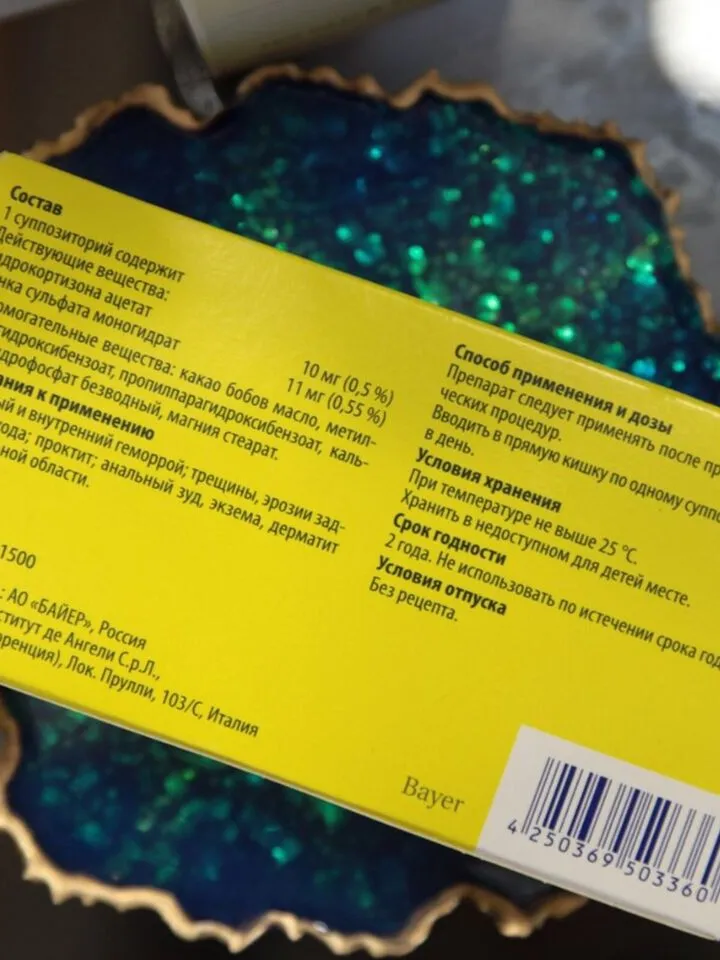 Состав
1 суппозиторий содержит
Действующие вещества:
идрокортизона ацетат
10 мг (0,5 %)
нка сульфата моногидрат
11 мг (0,55 %)
омогательные вещества: какао бобов масло, метил-
гидроксибензоат, пропилпарагидроксибензоат, каль-
идрофосфат безводный, магния стеарат.
ания к применению
ый и внутренний геморрой; трещины, эрозии зад-
ода; проктит; анальный зуд, экзема, дерматит
ной области.
1500
: АО «БАЙЕР», Россия
ститут де Ангели С.р.Л.,
оренция), Лок. Прулли, 103/С, Италия
Способ применения и дозы
Препарат следует применять после пр
ческих процедур.
Вводить в прямую кишку по одному суппо
в день.
Условия хранения
При температуре не выше 25 °C.
Хранить в недоступном для детей месте.
Срок годности
2 года. Не использовать по истечении срока год
Условия отпуска
Без рецепта.
Bayer
4 250369 503360